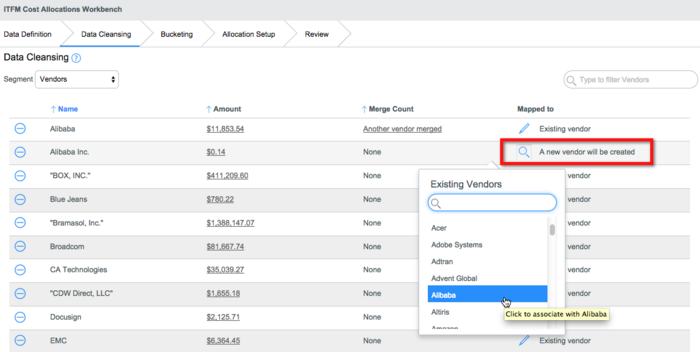 ITFM Cost Allocations Workbench
Data Definition Data Cleansing Bucketing Allocation Setup Review
Data Cleansing ?
Segment Vendors Type to filter Vendors
Name Amount Merge Count Mapped to
Alibaba $11,853.54 Another vendor merged Existing vendor
Alibaba Inc. $0.14 None A new vendor will be created
"BOX, INC." $411,209.60 None vendor
Blue Jeans $780.22 None vendor
"Bramasol, Inc." $1,388,147.07 None vendor
Broadcom $81,667.74 None vendor
CA Technologies $35,039.27 None vendor
"CDW Direct, LLC" $1,655.18 None vendor
Docusign $2,125.71 None
EMC $6,364.45 None Existing vendor
Existing Vendors
Acer
Adobe Systems
Adtran
Advent Global
Alibaba
Click to associate with Alibaba
Altiris
Amazon